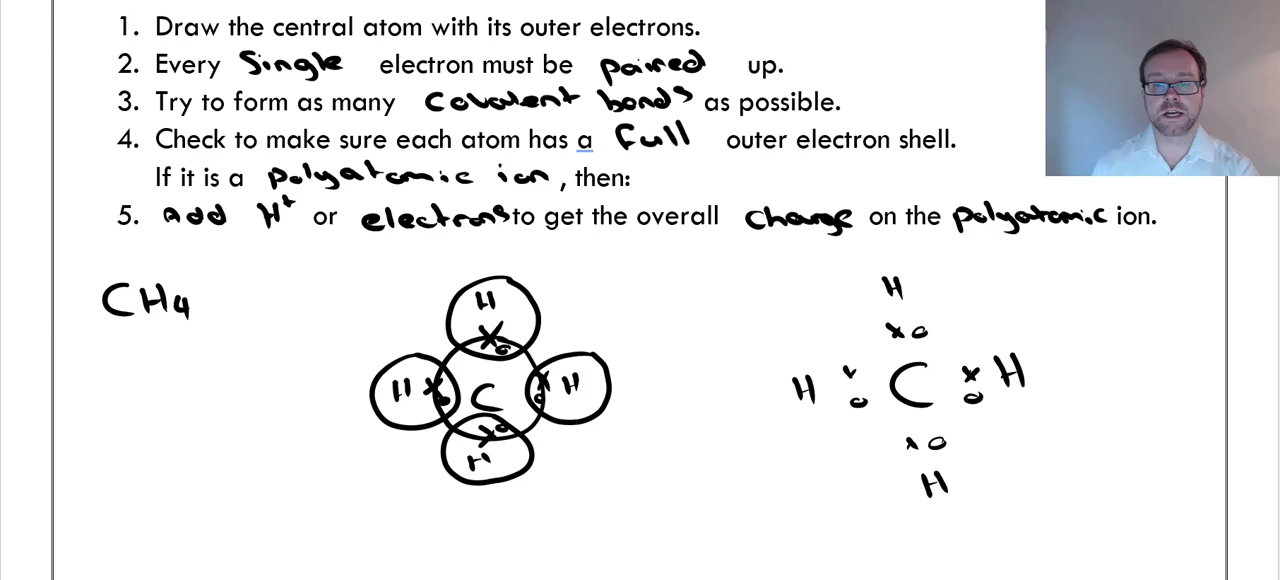 1. Draw the central atom with its outer electrons.
2. Every Single electron must be paired up.
3. Try to form as many Covalent bonds as possible.
4. Check to make sure each atom has a Full outer electron shell.
If it is a polyatomic ion, then:
5. Add H+ or electrons to get the overall Charge on the polyatomic ion.
CH4
H
H C H
H
H
H C H
H